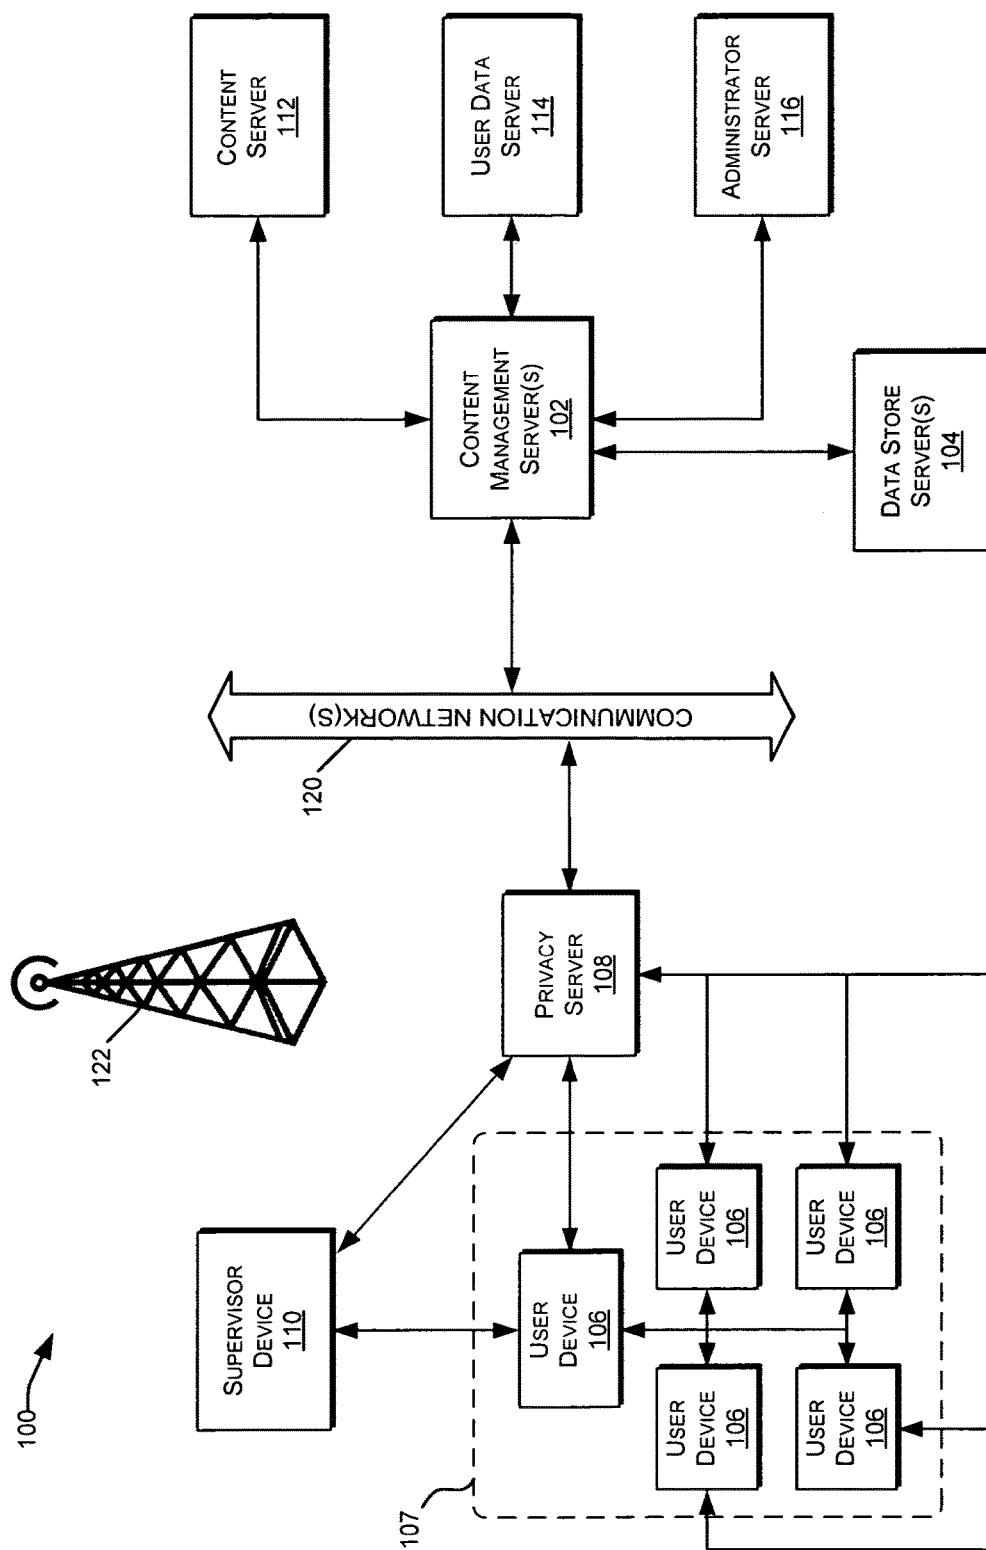 100
122
SUPERVISOR
DEVICE
110
107
USER
DEVICE
106
USER
DEVICE
106
USER
DEVICE
106
USER
DEVICE
106
USER
DEVICE
106
PRIVACY
SERVER
108
120
COMMUNICATION NETWORK(S)
CONTENT
MANAGEMENT
SERVER(S)
102
CONTENT
SERVER
112
USER DATA
SERVER
114
ADMINISTRATOR
SERVER
116
DATA STORE
SERVER(S)
104